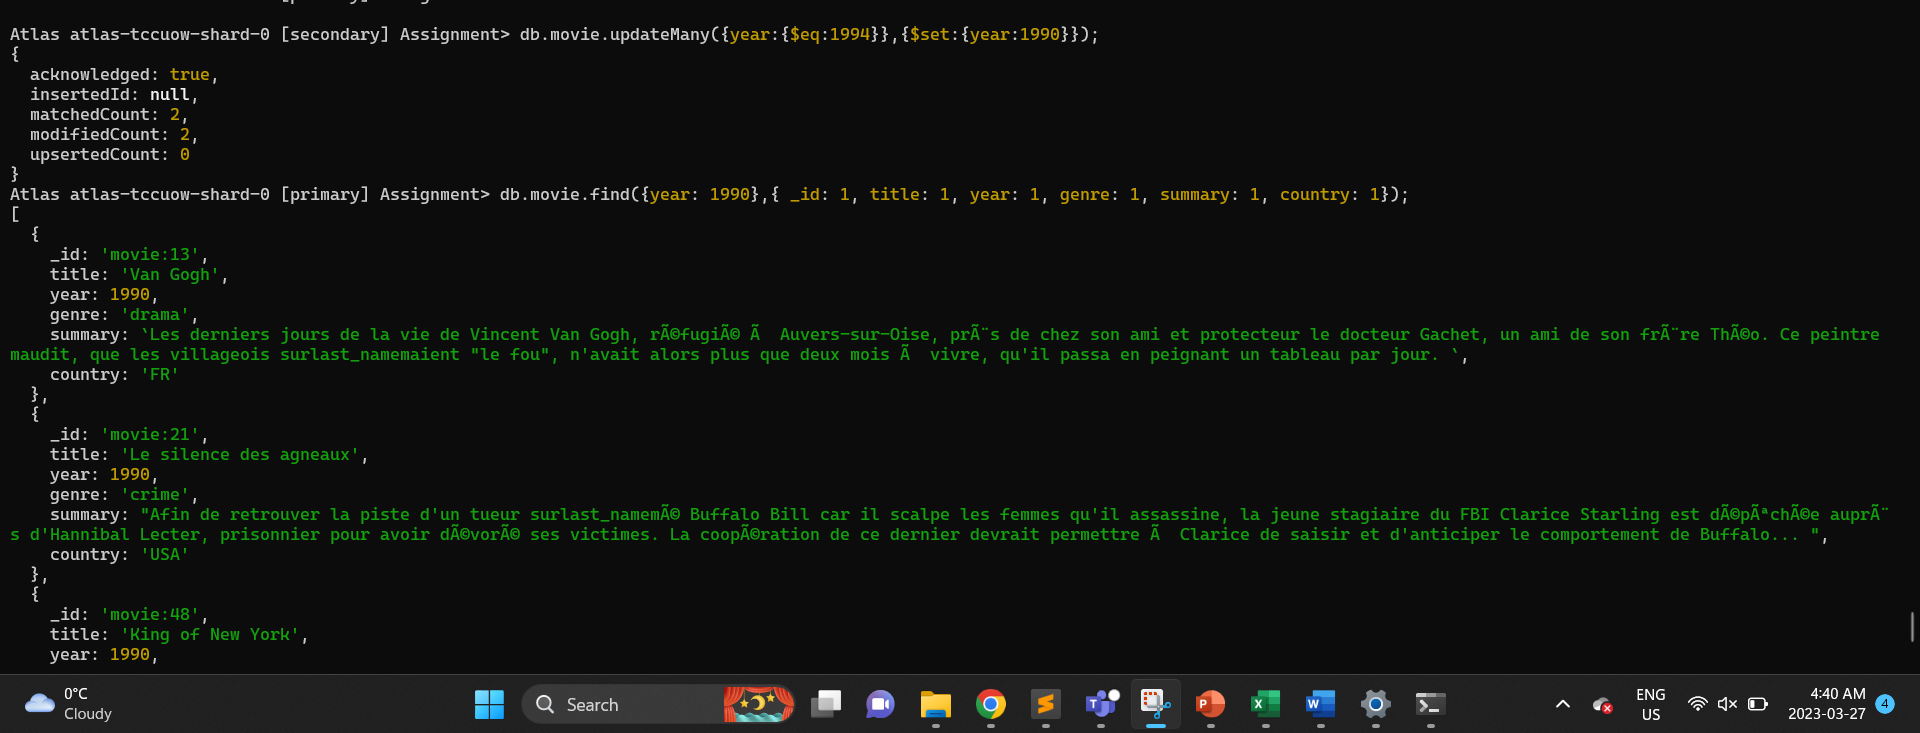 Atlas atlas-tccuow-shard-0 [secondary] Assignment> db.movie.updateMany({year:{$eq:1994}},{$set:{year:1990}});
{
acknowledged: true,
insertedId: null,
matchedCount: 2,
modifiedCount: 2,
upsertedCount: 0
}
Atlas atlas-tccuow-shard-0 [primary] Assignment> db.movie.find({year: 1990},{ _id: 1, title: 1, year: 1, genre: 1, summary: 1, country: 1});
[
{
_id: 'movie:13',
title: 'Van Gogh',
year: 1990,
genre: 'drama',
summary: `Les derniers jours de la vie de Vincent Van Gogh, rÃ©fugiÃ© Ã  Auvers-sur-Oise, prÃ¨s de chez son ami et protecteur le docteur Gachet, un ami de son frÃ¨re ThÃ©o. Ce peintre
maudit, que les villageois surlast_namemaient "le fou", n'avait alors plus que deux mois Ã  vivre, qu'il passa en peignant un tableau par jour. `,
country: 'FR'
},
{
_id: 'movie:21',
title: 'Le silence des agneaux',
year: 1990,
genre: 'crime',
summary: "Afin de retrouver la piste d'un tueur surlast_namemÃ© Buffalo Bill car il scalpe les femmes qu'il assassine, la jeune stagiaire du FBI Clarice Starling est dÃ©pÃªchÃ©e auprÃ¨
s d'Hannibal Lecter, prisonnier pour avoir dÃ©vorÃ© ses victimes. La coopÃ©ration de ce dernier devrait permettre Ã  Clarice de saisir et d'anticiper le comportement de Buffalo... ",
country: 'USA'
},
{
_id: 'movie:48',
title: 'King of New York',
year: 1990,
0°C
Cloudy
Search
ENG
US
4:40 AM
2023-03-27
4